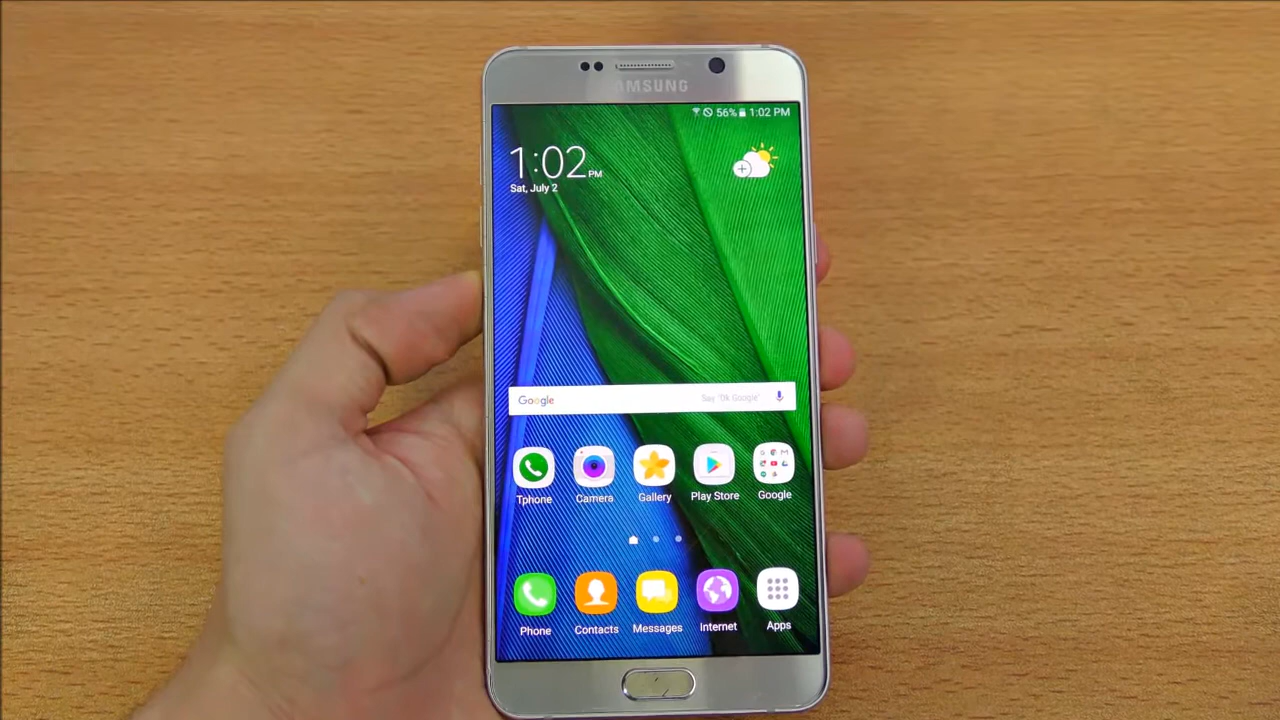 SAMSUNG
56% 1:02 PM
1:02 PM
Sat, July 2
Google Say "Ok Google"
Tphone Camera Gallery Play Store Google
Phone Contacts Messages Internet Apps